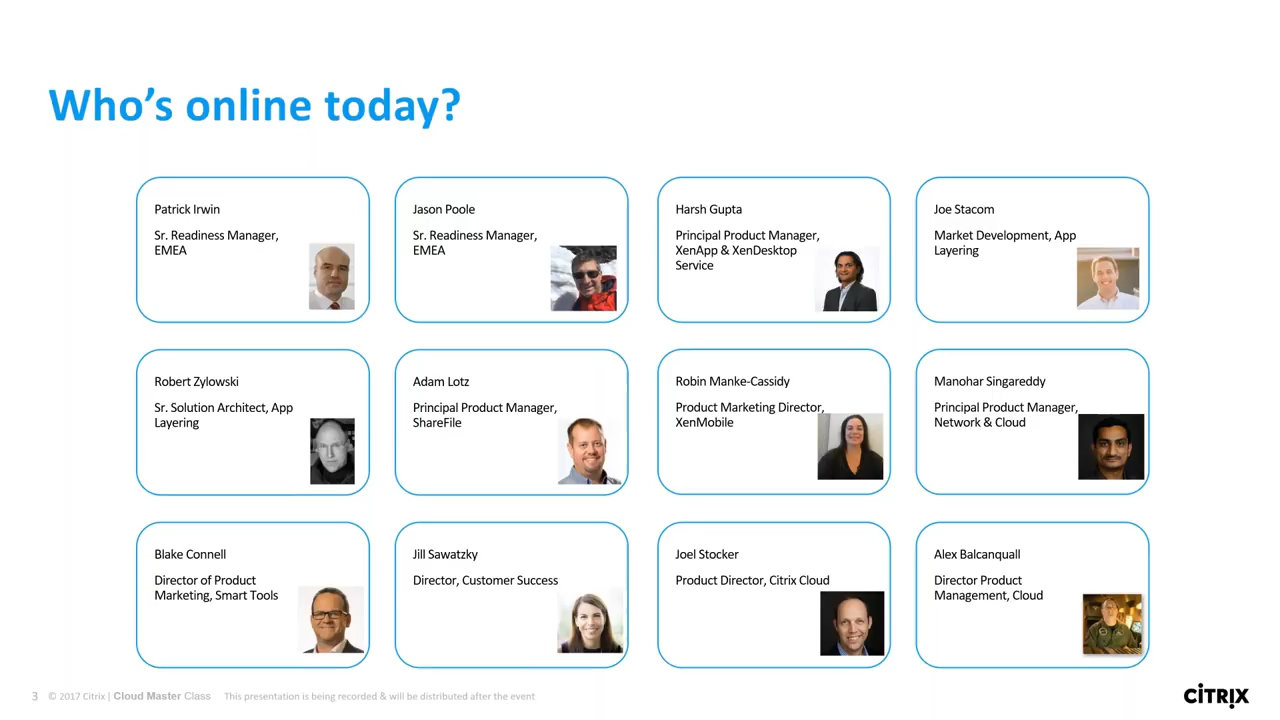 Who's online today?
Patrick Irwin
Sr. Readiness Manager,
EMEA
Jason Poole
Sr. Readiness Manager,
EMEA
Harsh Gupta
Principal Product Manager,
XenApp & XenDesktop
Service
Joe Stacom
Market Development, App
Layering
Robert Zylowski
Sr. Solution Architect, App
Layering
Adam Lotz
Principal Product Manager,
ShareFile
Robin Manke-Cassidy
Product Marketing Director,
XenMobile
Manohar Singareddy
Principal Product Manager,
Network & Cloud
Blake Connell
Director of Product
Marketing, Smart Tools
Jill Sawatzky
Director, Customer Success
Joel Stocker
Product Director, Citrix Cloud
Alex Balcanquall
Director Product
Management, Cloud
3 © 2017 Citrix | Cloud Master Class This presentation is being recorded & will be distributed after the event
CITRIX